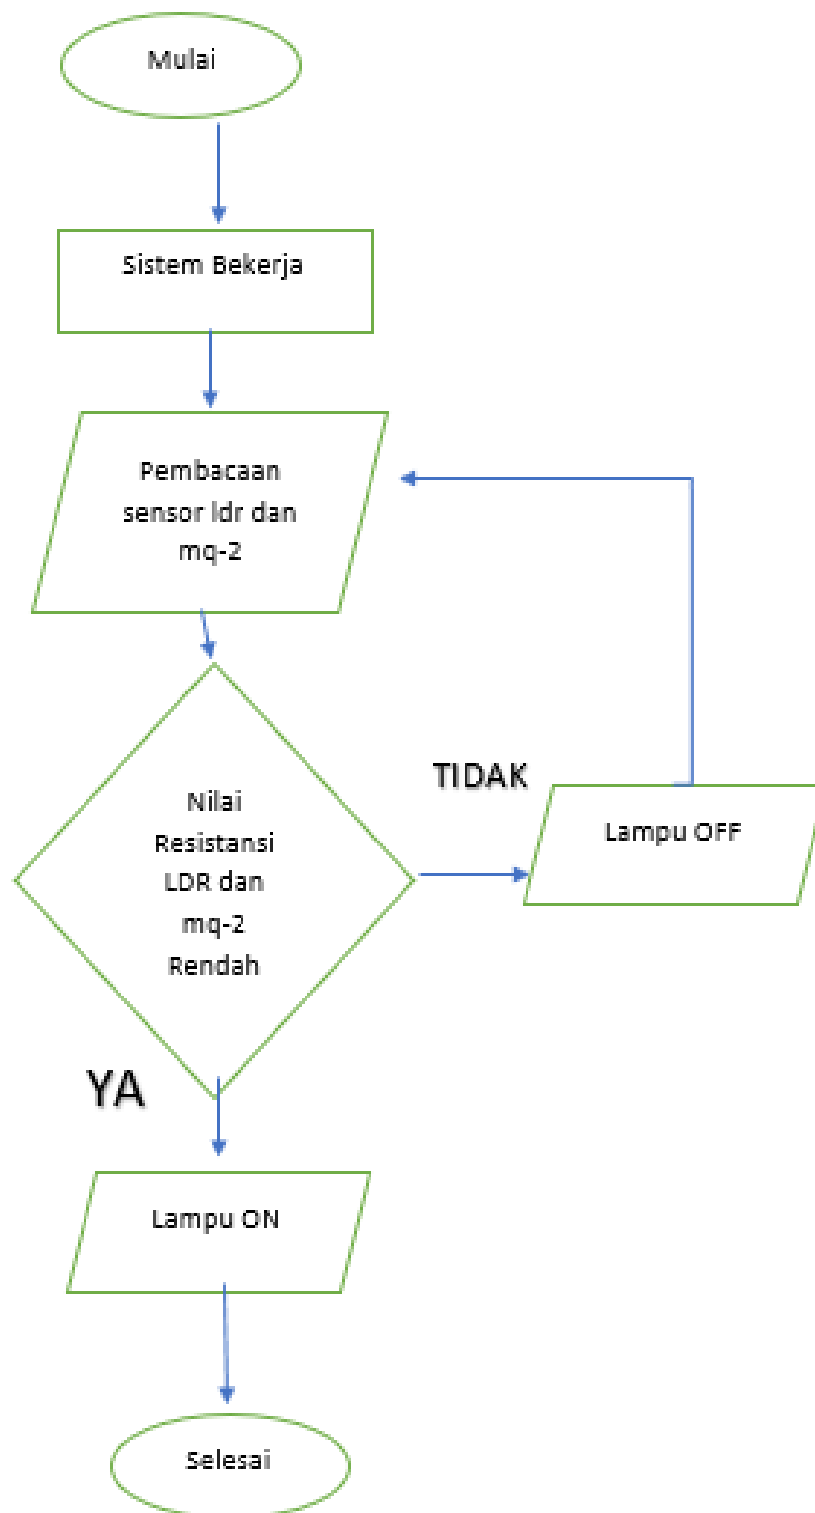 Mulai
Sistem Bekerja
Pembacaan
sensor ldr dan
mq-2
Nilai
Resistansi
LDR dan
mq-2
Rendah
TIDAK
Lampu OFF
YA
Lampu ON
Selesai